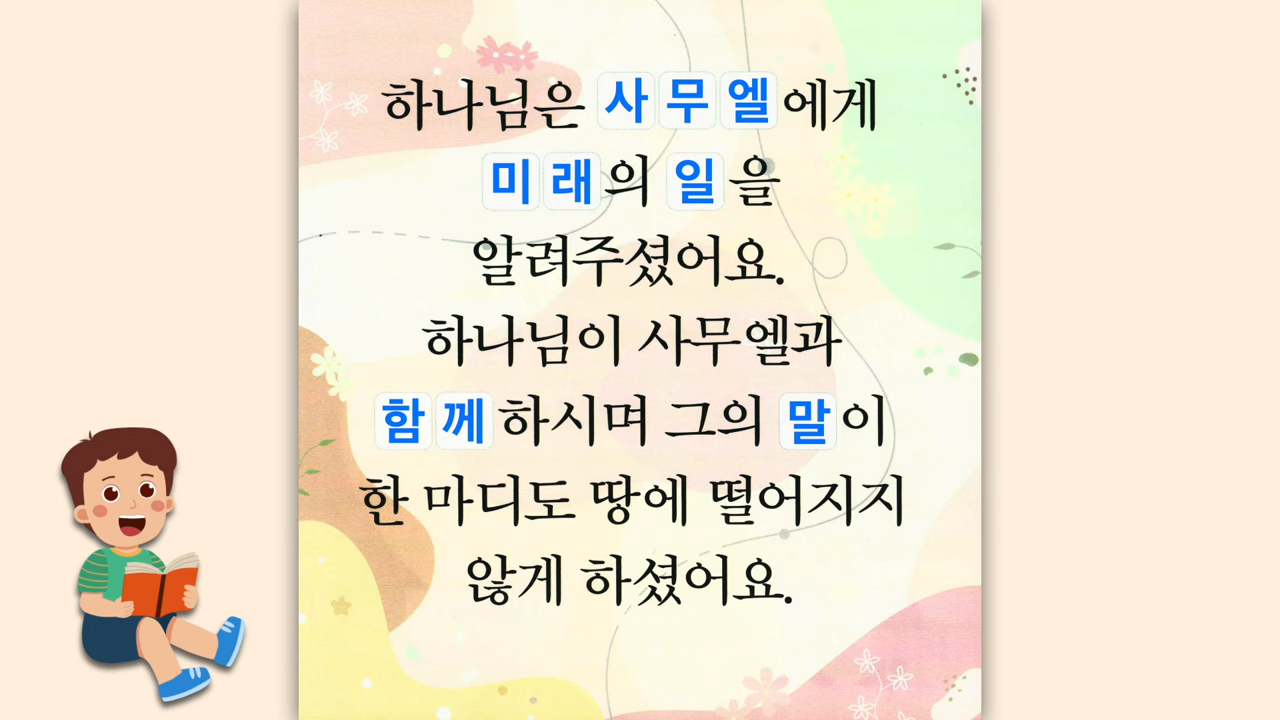 하나님은 사무엘에게
미래의 일을
알려주셨어요.
하나님이 사무엘과
함께하시며 그의 말이
한 마디도 땅에 떨어지지
않게 하셨어요.